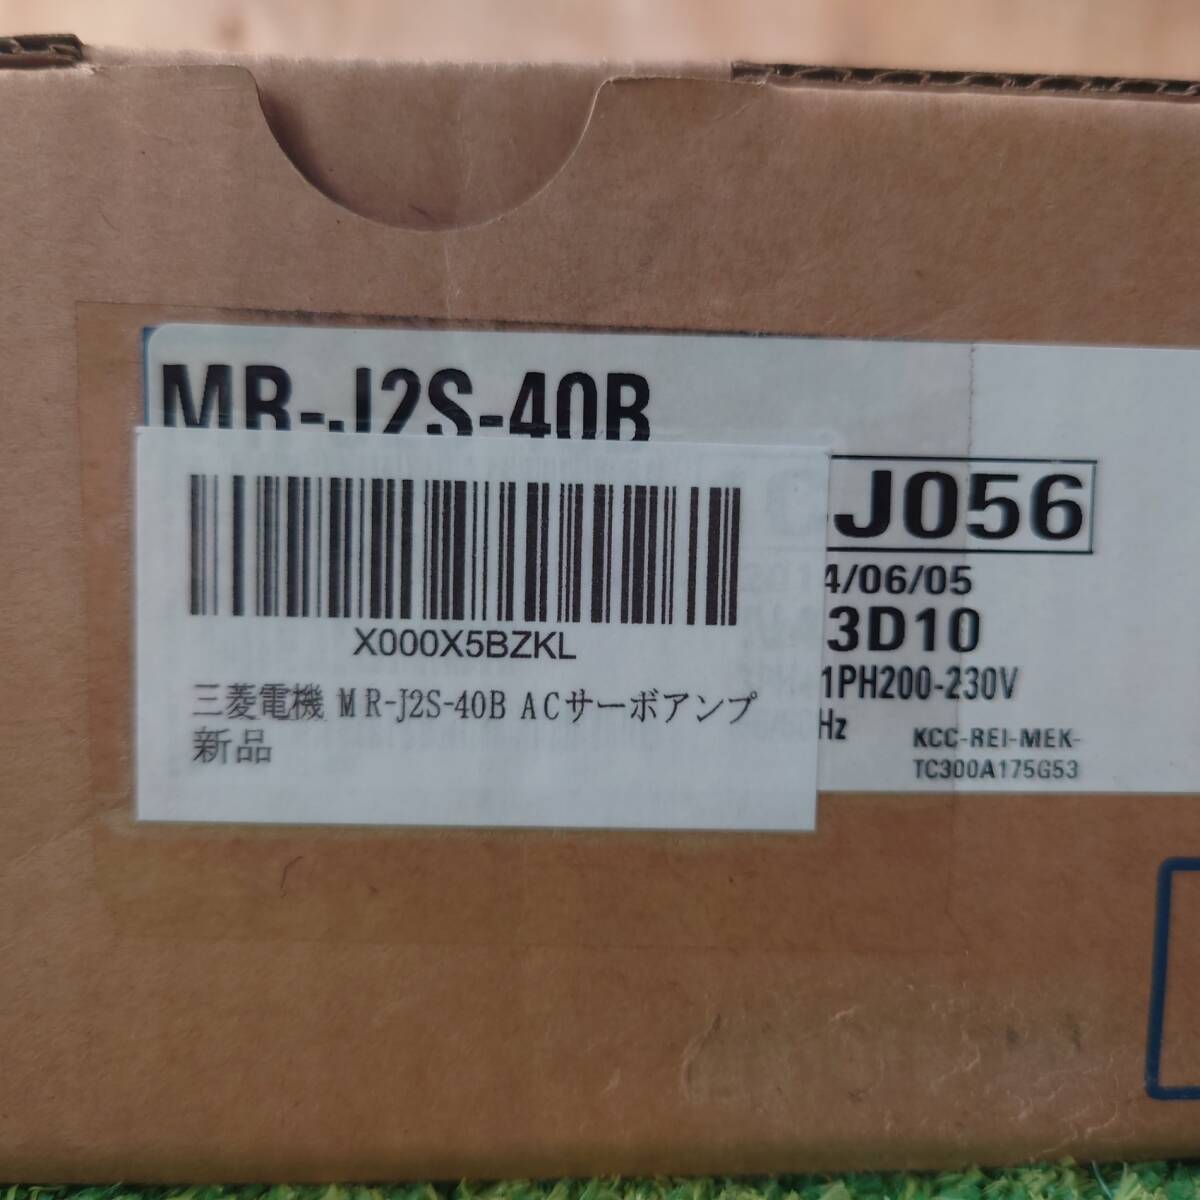 MR-J2S-40B
J056
4/06/05
3D10
1PH200-230V
Hz
KCC-REI-MEK-
TC300A175G53
X000X5BZKL
三菱電機 MR-J2S-40B ACサーボアンプ
新品